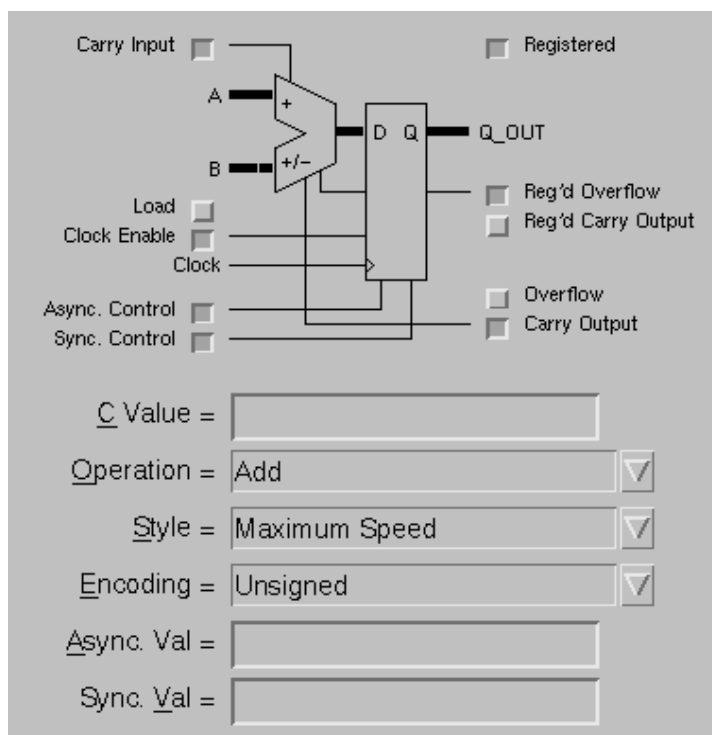 Carry Input
Registered
A
+
D Q
Q_OUT
B
+/−
Reg'd Overflow
Load
Reg'd Carry Output
Clock Enable
Clock
Overflow
Async. Control
Carry Output
Sync. Control
C Value =
Operation = Add
Style = Maximum Speed
Encoding = Unsigned
Async. Val =
Sync. Val =